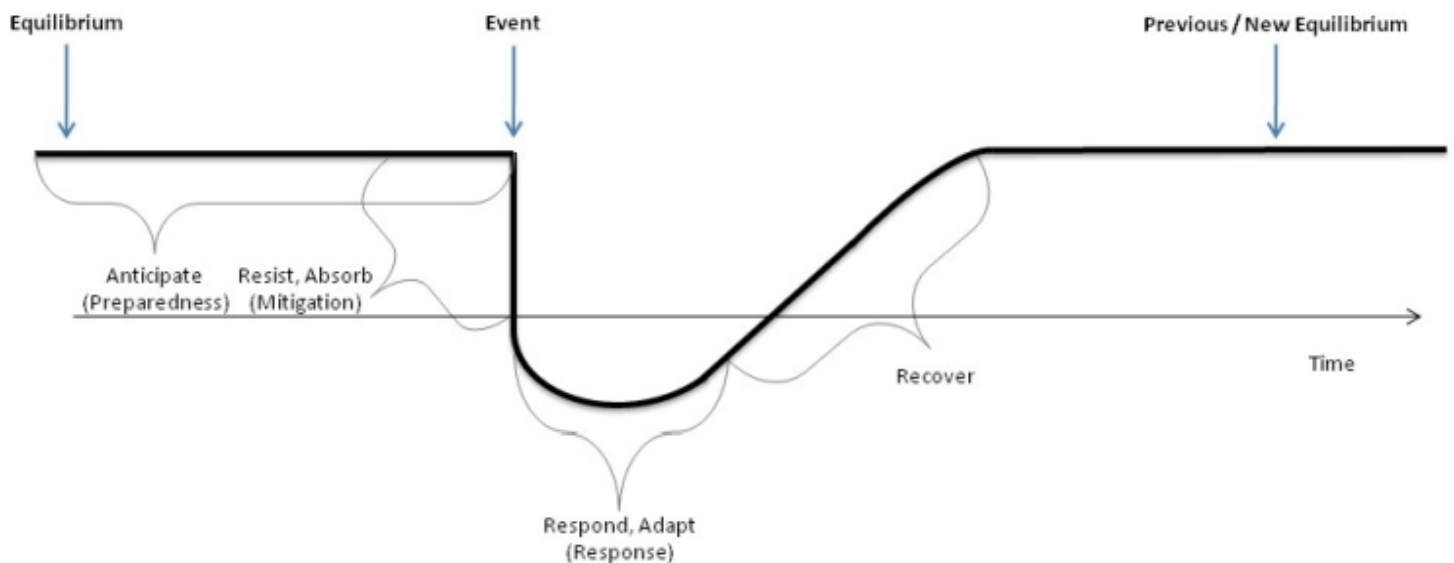 Equilibrium
Event
Previous / New Equilibrium
Anticipate
(Preparedness)
Resist, Absorb
(Mitigation)
Time
Recover
Respond, Adapt
(Response)